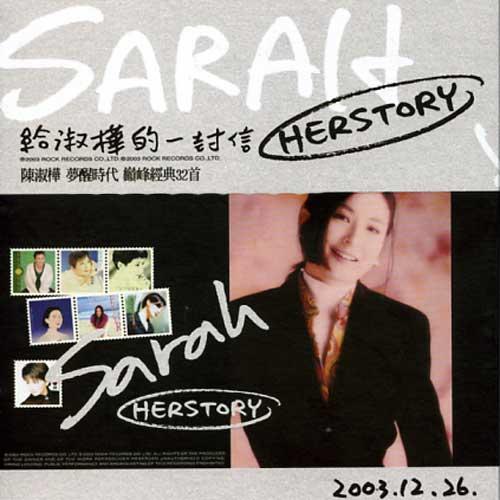 SARAH
給淑樺的一封信 HERSTORY
℗2003 ROCK RECORDS CO.,LTD. ©2003 ROCK RECORDS CO.,LTD.
陳淑樺 夢醒時代 巔峰經典32首
Sarah
HERSTORY
2003.12.26.